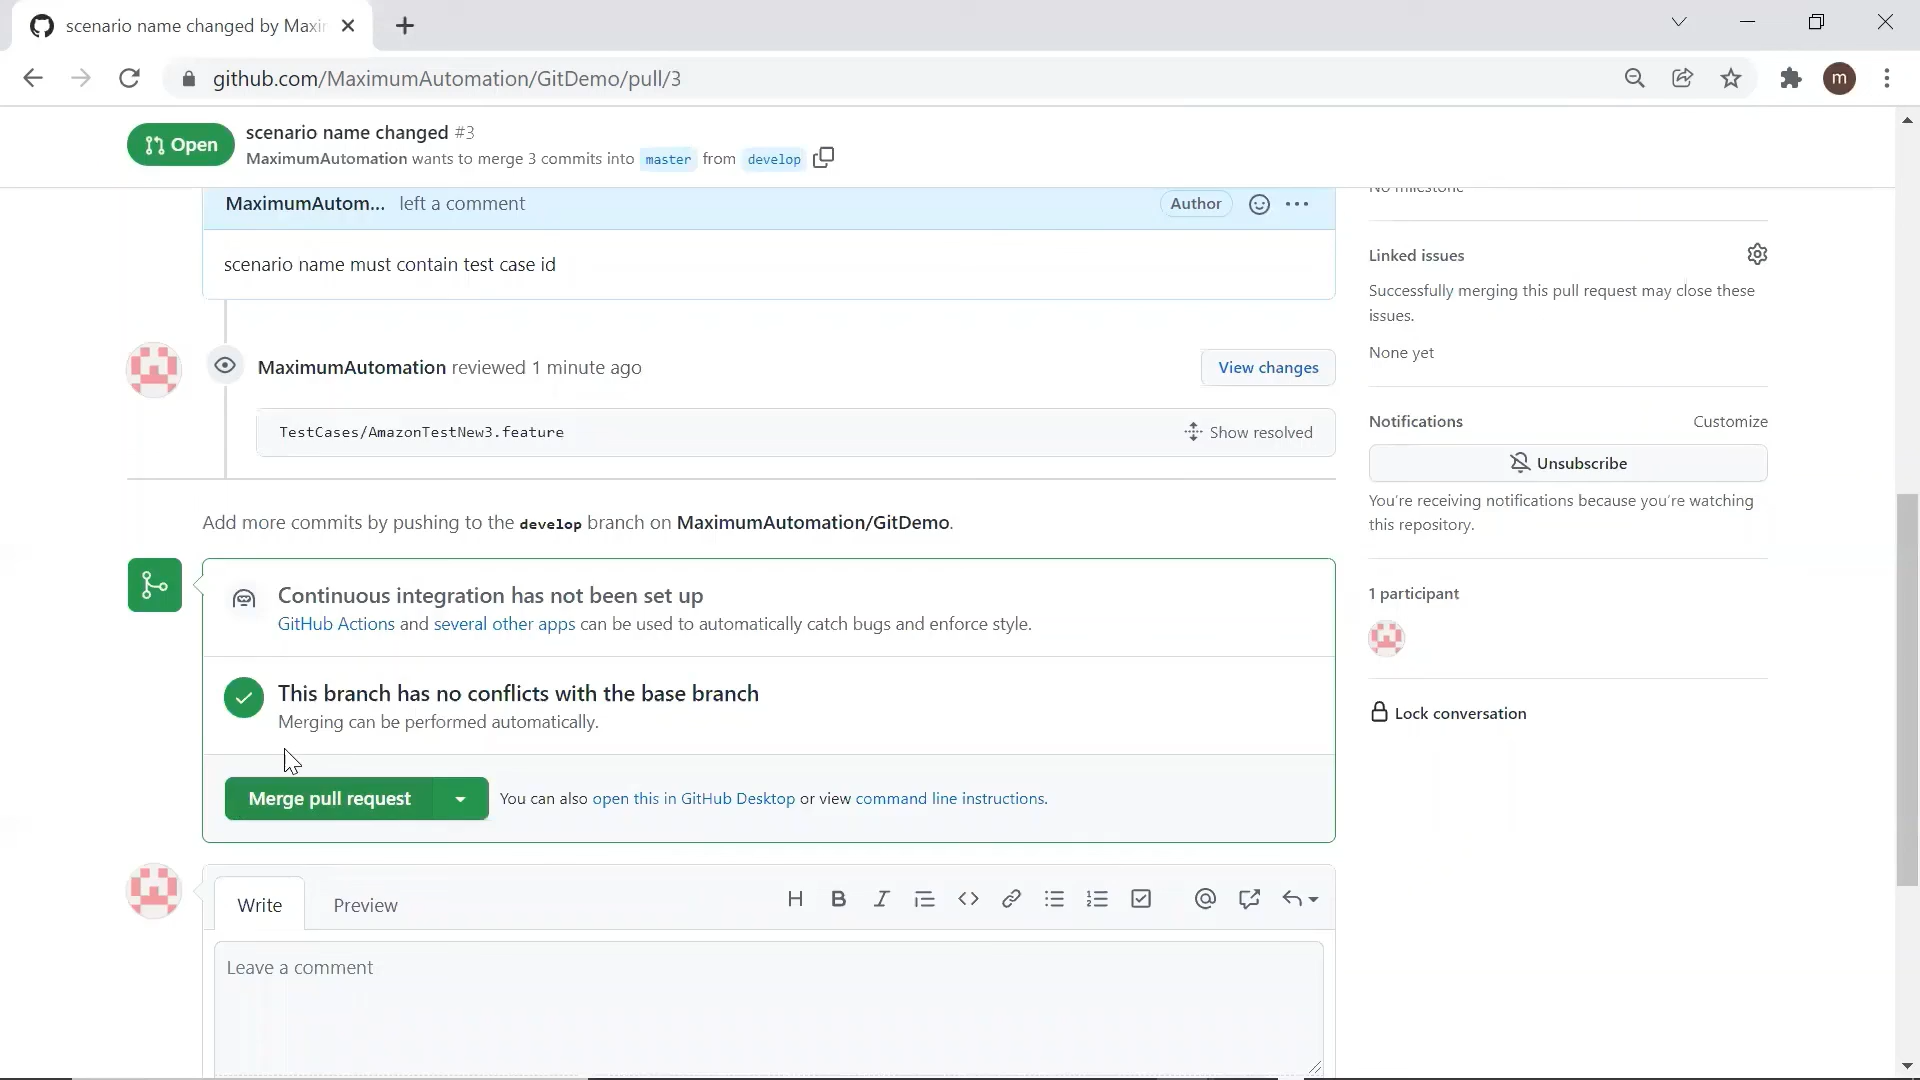 scenario name changed by Maxi
github.com/MaximumAutomation/GitDemo/pull/3
m
Open
scenario name changed #3
MaximumAutomation wants to merge 3 commits into master from develop
MaximumAutom... left a comment
Author
scenario name must contain test case id
MaximumAutomation reviewed 1 minute ago
View changes
TestCases/AmazonTestNew3.feature
Show resolved
Add more commits by pushing to the develop branch on MaximumAutomation/GitDemo.
Continuous integration has not been set up
GitHub Actions and several other apps can be used to automatically catch bugs and enforce style.
This branch has no conflicts with the base branch
Merging can be performed automatically.
Merge pull request
You can also open this in GitHub Desktop or view command line instructions.
Write
Preview
Leave a comment
No milestone
Linked issues
Successfully merging this pull request may close these
issues.
None yet
Notifications
Customize
Unsubscribe
You're receiving notifications because you're watching
this repository.
1 participant
Lock conversation